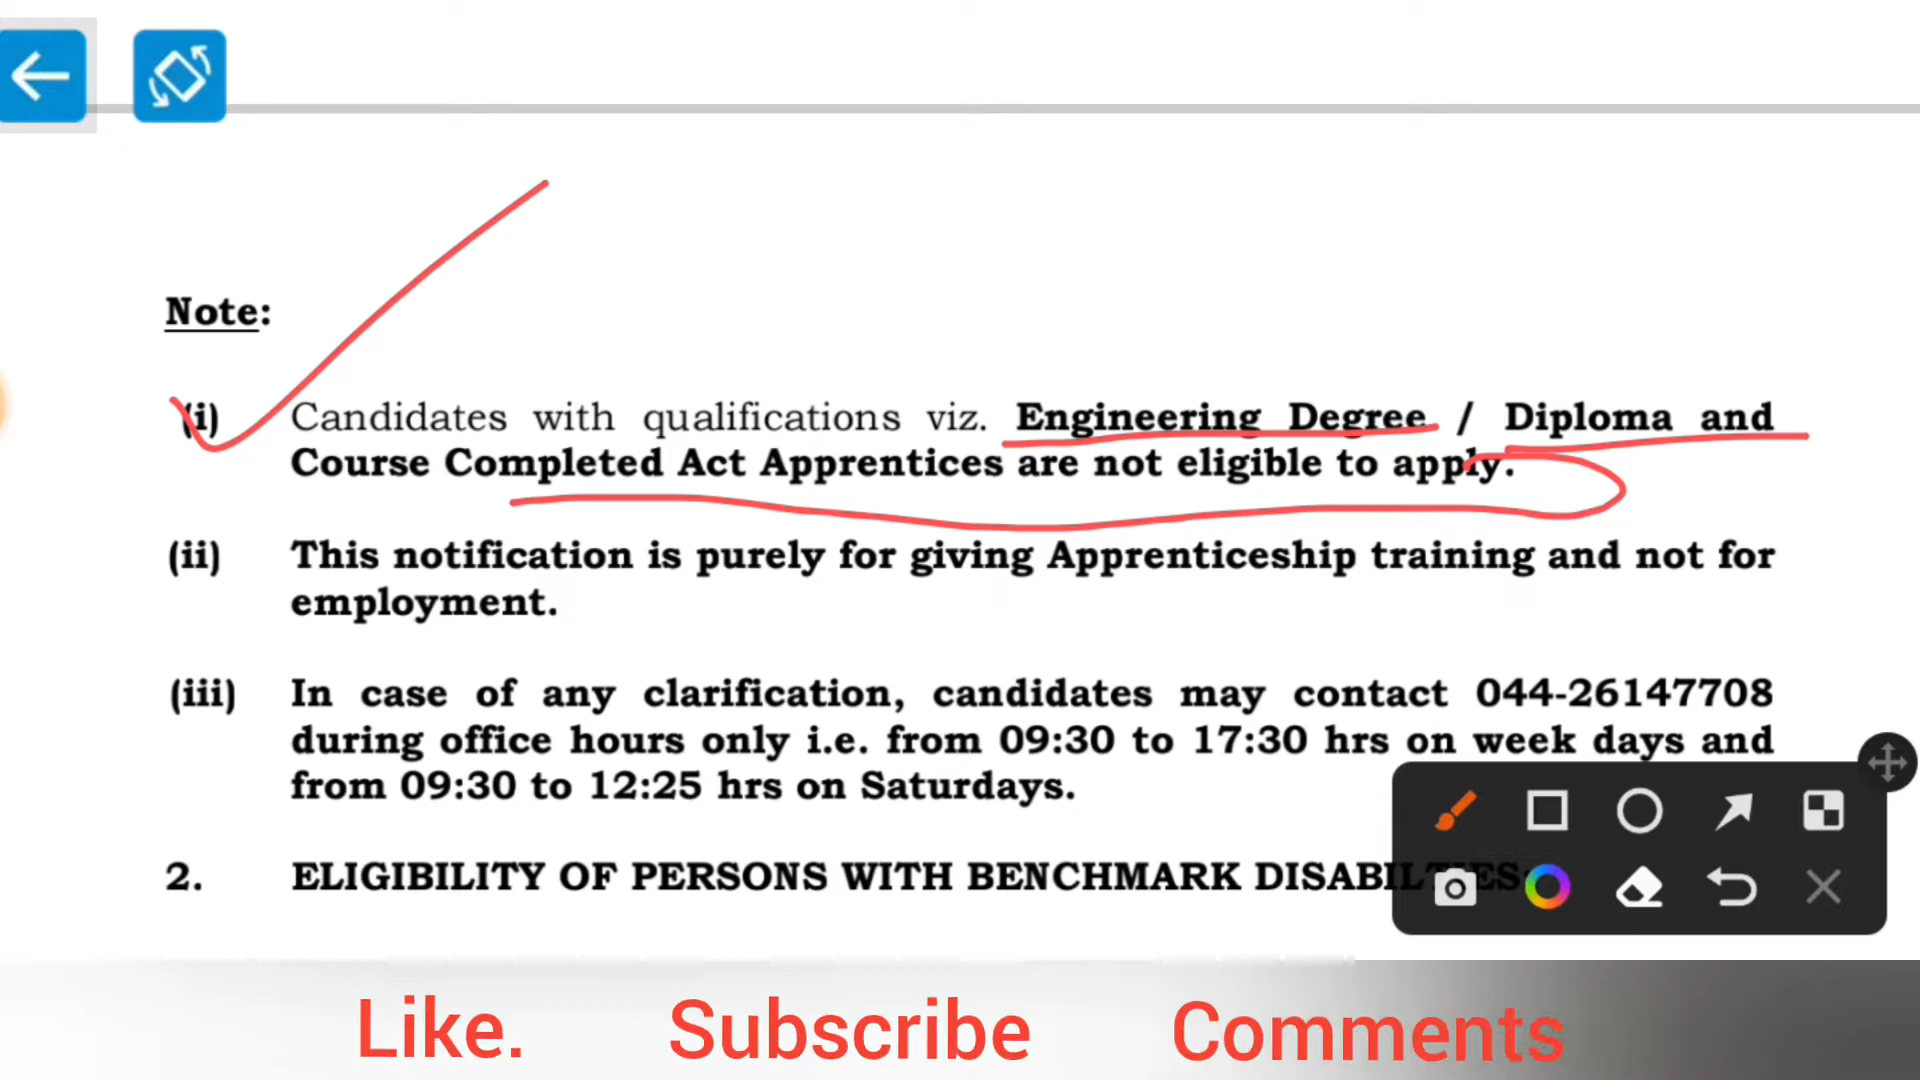 Note:
(i) Candidates with qualifications viz. Engineering Degree / Diploma and
Course Completed Act Apprentices are not eligible to apply.
(ii) This notification is purely for giving Apprenticeship training and not for
employment.
(iii) In case of any clarification, candidates may contact 044-26147708
during office hours only i.e. from 09:30 to 17:30 hrs on week days and
from 09:30 to 12:25 hrs on Saturdays.
2. ELIGIBILITY OF PERSONS WITH BENCHMARK DISABILTIES:
Like. Subscribe Comments